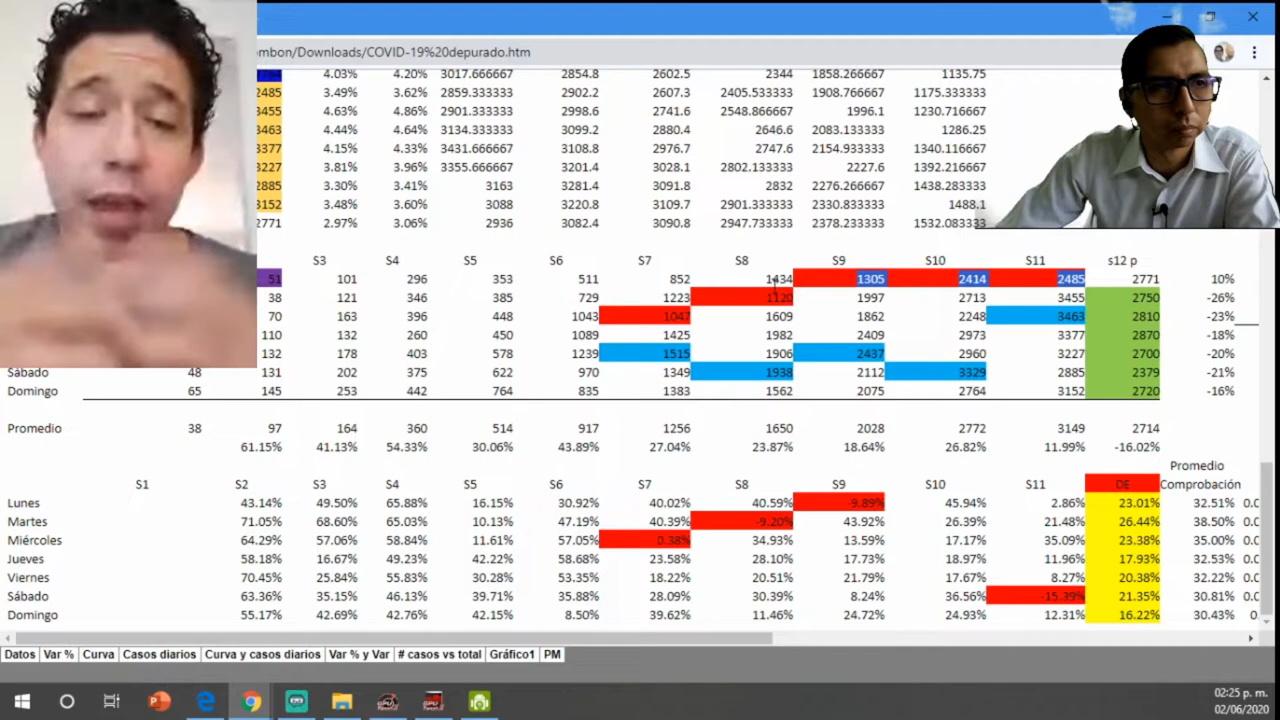 ombon/Downloads/COVID-19%20depurado.htm
4.03% 4.20% 3017.666667 2854.8 2602.5 2344 1858.266667 1135.75
2485 3.49% 3.62% 2859.333333 2902.2 2607.3 2405.533333 1908.766667 1175.333333
3455 4.63% 4.86% 2901.333333 2998.6 2741.6 2548.866667 1996.1 1230.716667
3463 4.44% 4.64% 3134.333333 3099.2 2880.4 2646.6 2083.133333 1286.25
3377 4.15% 4.33% 3431.666667 3108.8 2976.7 2747.6 2154.933333 1340.116667
3227 3.81% 3.96% 3355.666667 3201.4 3028.1 2802.133333 2227.6 1392.216667
2885 3.30% 3.41% 3163 3281.4 3091.8 2832 2276.266667 1438.283333
3152 3.48% 3.60% 3088 3220.8 3109.7 2901.333333 2330.833333 1488.1
2771 2.97% 3.06% 2936 3082.4 3090.8 2947.733333 2378.033333 1532.083333
S3 S4 S5 S6 S7 S8 S9 S10 S11 s12 p
51 101 296 353 511 852 1434 1305 2414 2485 2771 10%
38 121 346 385 729 1223 1120 1997 2713 3455 2750 -26%
70 163 396 448 1043 1047 1609 1862 2248 3463 2810 -23%
110 132 260 450 1089 1425 1982 2409 2973 3377 2870 -18%
132 178 403 578 1239 1515 1906 2437 2960 3227 2700 -20%
Sábado 48 131 202 375 622 970 1349 1938 2112 3329 2885 2379 -21%
Domingo 65 145 253 442 764 835 1383 1562 2075 2764 3152 2720 -16%
Promedio 38 97 164 360 514 917 1256 1650 2028 2772 3149 2714
61.15% 41.13% 54.33% 30.06% 43.89% 27.04% 23.87% 18.64% 26.82% 11.99% -16.02%
Promedio
S1 S2 S3 S4 S5 S6 S7 S8 S9 S10 S11 DE Comprobación
Lunes 43.14% 49.50% 65.88% 16.15% 30.92% 40.02% 40.59% -9.89% 45.94% 2.86% 23.01% 32.51% 0.0
Martes 71.05% 68.60% 65.03% 10.13% 47.19% 40.39% -9.20% 43.92% 26.39% 21.48% 26.44% 38.50% 0.0
Miércoles 64.29% 57.06% 58.84% 11.61% 57.05% 0.38% 34.93% 13.59% 17.17% 35.09% 23.38% 35.00% 0.0
Jueves 58.18% 16.67% 49.23% 42.22% 58.68% 23.58% 28.10% 17.73% 18.97% 11.96% 17.93% 32.53% 0.0
Viernes 70.45% 25.84% 55.83% 30.28% 53.35% 18.22% 20.51% 21.79% 17.67% 8.27% 20.38% 32.22% 0.0
Sábado 63.36% 35.15% 46.13% 39.71% 35.88% 28.09% 30.39% 8.24% 36.56% -15.39% 21.35% 30.81% 0.0
Domingo 55.17% 42.69% 42.76% 42.15% 8.50% 39.62% 11.46% 24.72% 24.93% 12.31% 16.22% 30.43% 0.
Datos Var % Curva Casos diarios Curva y casos diarios Var % y Var # casos vs total Gráfico1 PM
02:25 p. m.
02/06/2020